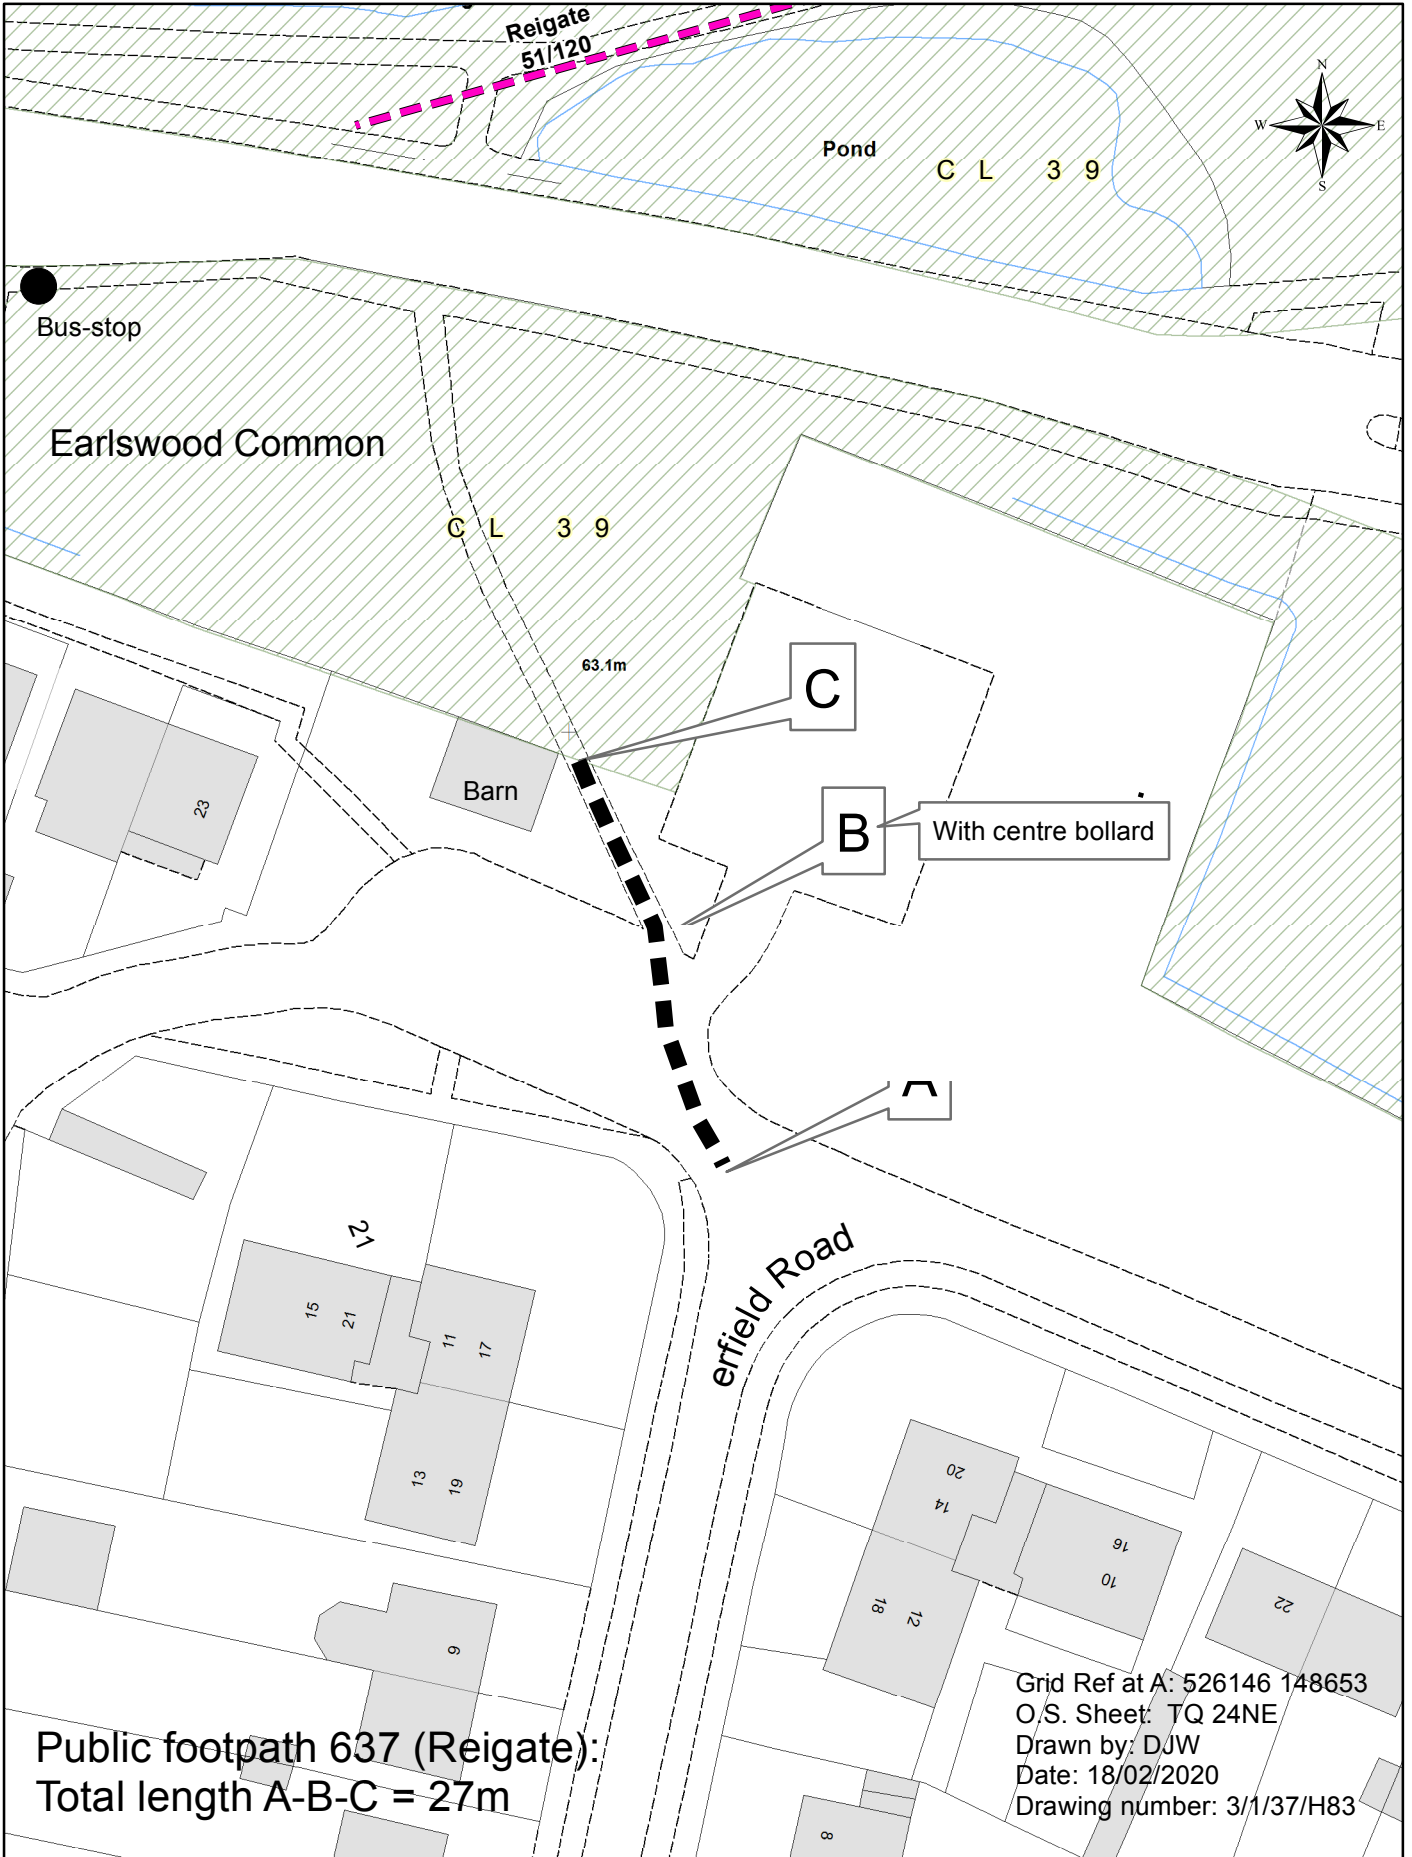 Reigate
51/120
N
W E
S
Pond
C L 3 9
Bus-stop
Earlswood Common
C L 3 9
63.1m
C
Barn
23
B
With centre bollard
A
21
erfield Road
15
21
11
17
13
19
20
14
16
10
18
12
22
9
8
Grid Ref at A: 526146 148653
O.S. Sheet: TQ 24NE
Drawn by: DJW
Date: 18/02/2020
Drawing number: 3/1/37/H83
Public footpath 637 (Reigate):
Total length A-B-C = 27m